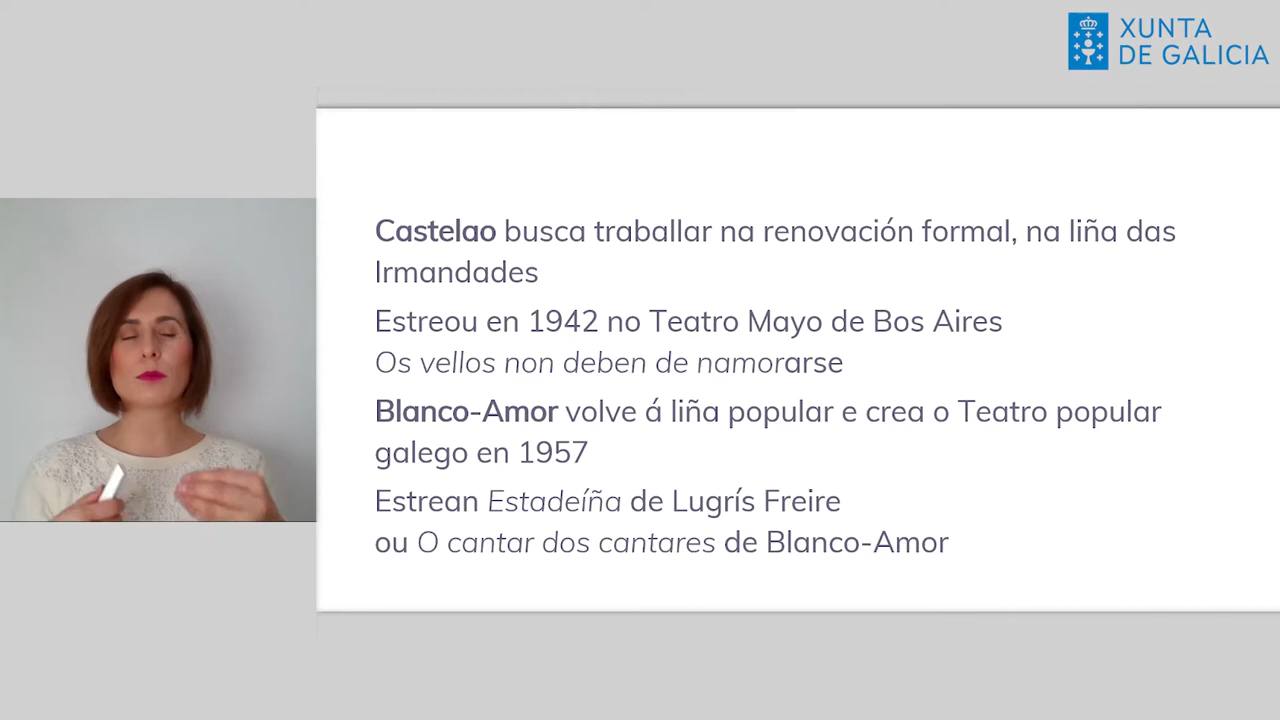 XUNTA
DE GALICIA
Castelao busca traballar na renovación formal, na liña das
Irmandades
Estreou en 1942 no Teatro Mayo de Bos Aires
Os vellos non deben de namorarse
Blanco-Amor volve á liña popular e crea o Teatro popular
galego en 1957
Estrean Estadeíña de Lugrís Freire
ou O cantar dos cantares de Blanco-Amor